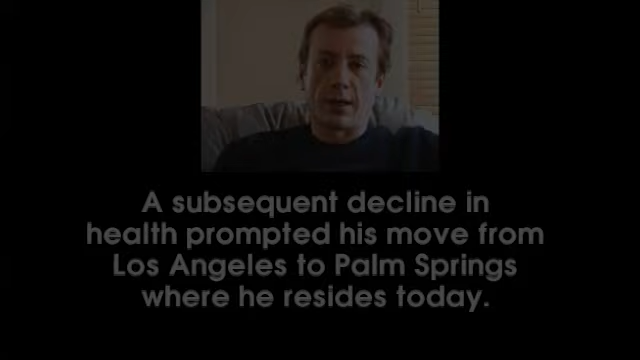 A subsequent decline in
health prompted his move from
Los Angeles to Palm Springs
where he resides today.